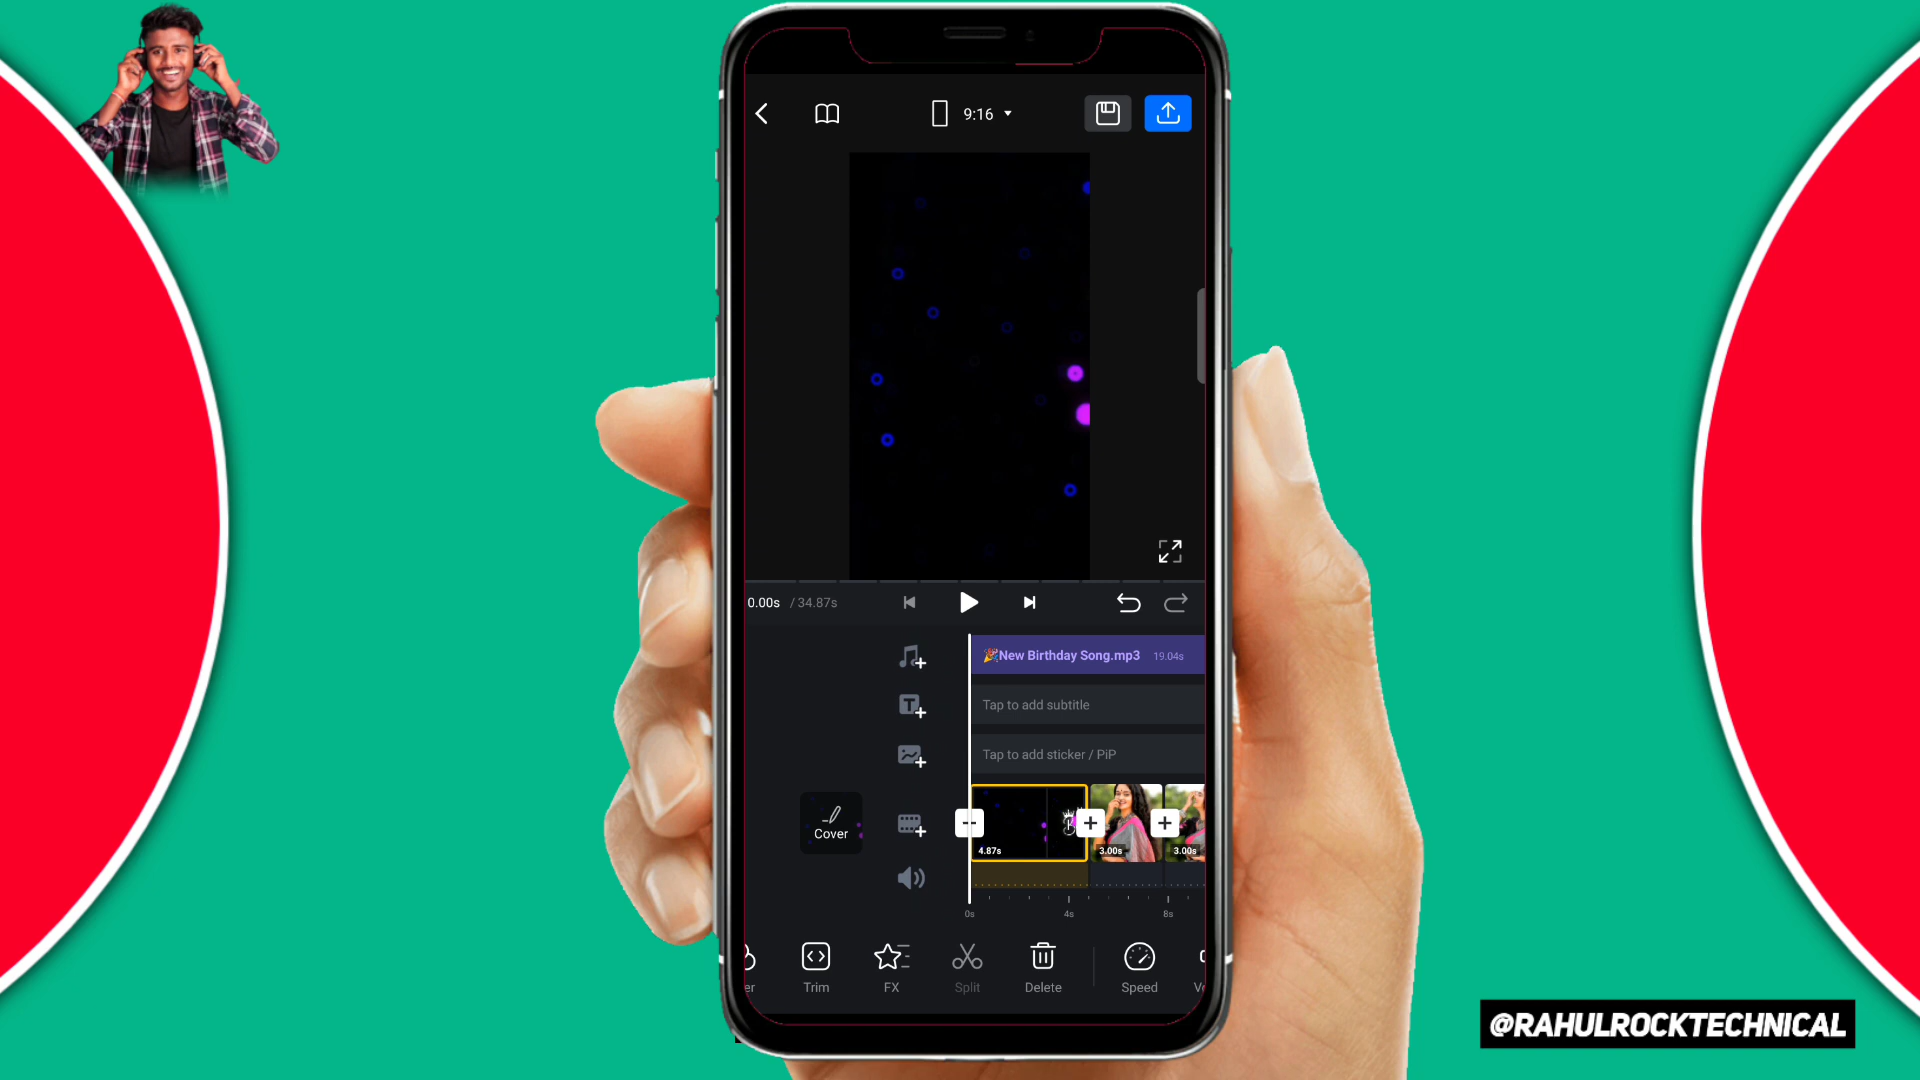 9:16
0.00s / 34.87s
🎉New Birthday Song.mp3 19.04s
Tap to add subtitle
Tap to add sticker / PiP
Cover
4.87s
3.00s
3.00s
0s 4s 8s
er Trim FX Split Delete Speed V
@RAHULROCKTECHNICAL